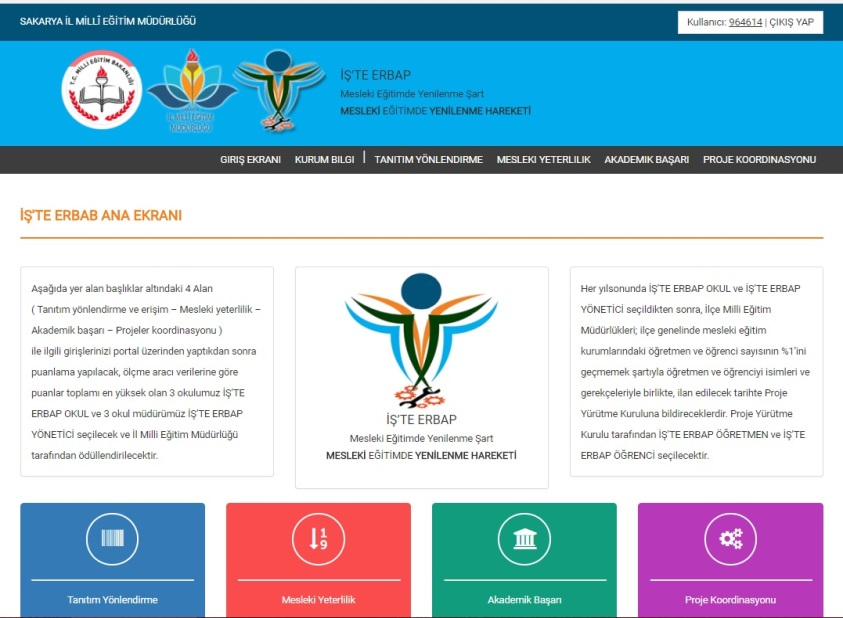 SAKARYA İL MİLLÎ EĞİTİM MÜDÜRLÜĞÜ
Kullanıcı: 964614 | ÇIKIŞ YAP
T.C. MİLLÎ EĞİTİM BAKANLIĞI
İL MİLLİ EĞİTİM
MÜDÜRLÜĞÜ
İŞ'TE ERBAP
Mesleki Eğitimde Yenilenme Şart
MESLEKİ EĞİTİMDE YENİLENME HAREKETİ
GIRIŞ EKRANI KURUM BILGI | TANITIM YÖNLENDIRME MESLEKI YETERLILIK AKADEMIK BAŞARI PROJE KOORDINASYONU
İŞ'TE ERBAB ANA EKRANI
Aşağıda yer alan başlıklar altındaki 4 Alan
( Tanıtım yönlendirme ve erişim – Mesleki yeterlilik –
Akademik başarı – Projeler koordinasyonu )
ile ilgili girişlerinizi portal üzerinden yaptıkdan sonra
puanlama yapılacak, ölçme aracı verilerine göre
puanlar toplamı en yüksek olan 3 okulumuz İŞ'TE
ERBAP OKUL ve 3 okul müdürümüz İŞ'TE ERBAP
YÖNETİCİ seçilecek ve İl Milli Eğitim Müdürlüğü
tarafından ödüllendirilecektir.
İŞ'TE ERBAP
Mesleki Eğitimde Yenilenme Şart
MESLEKİ EĞİTİMDE YENİLENME HAREKETİ
Her yılsonunda İŞ'TE ERBAP OKUL ve İŞ'TE ERBAP
YÖNETİCİ seçildikten sonra, İlçe Milli Eğitim
Müdürlükleri; ilçe genelinde mesleki eğitim
kurumlarındaki öğretmen ve öğrenci sayısının %1'ini
geçmemek şartıyla öğretmen ve öğrenciyi isimleri ve
gerekçeleriyle birlikte, ilan edilecek tarihte Proje
Yürütme Kuruluna bildireceklerdir. Proje Yürütme
Kurulu tarafından İŞ'TE ERBAP ÖĞRETMEN ve İŞ'TE
ERBAP ÖĞRENCİ seçilecektir.
Tanıtım Yönlendirme
1
9
Mesleki Yeterlilik
Akademik Başarı
Proje Koordinasyonu